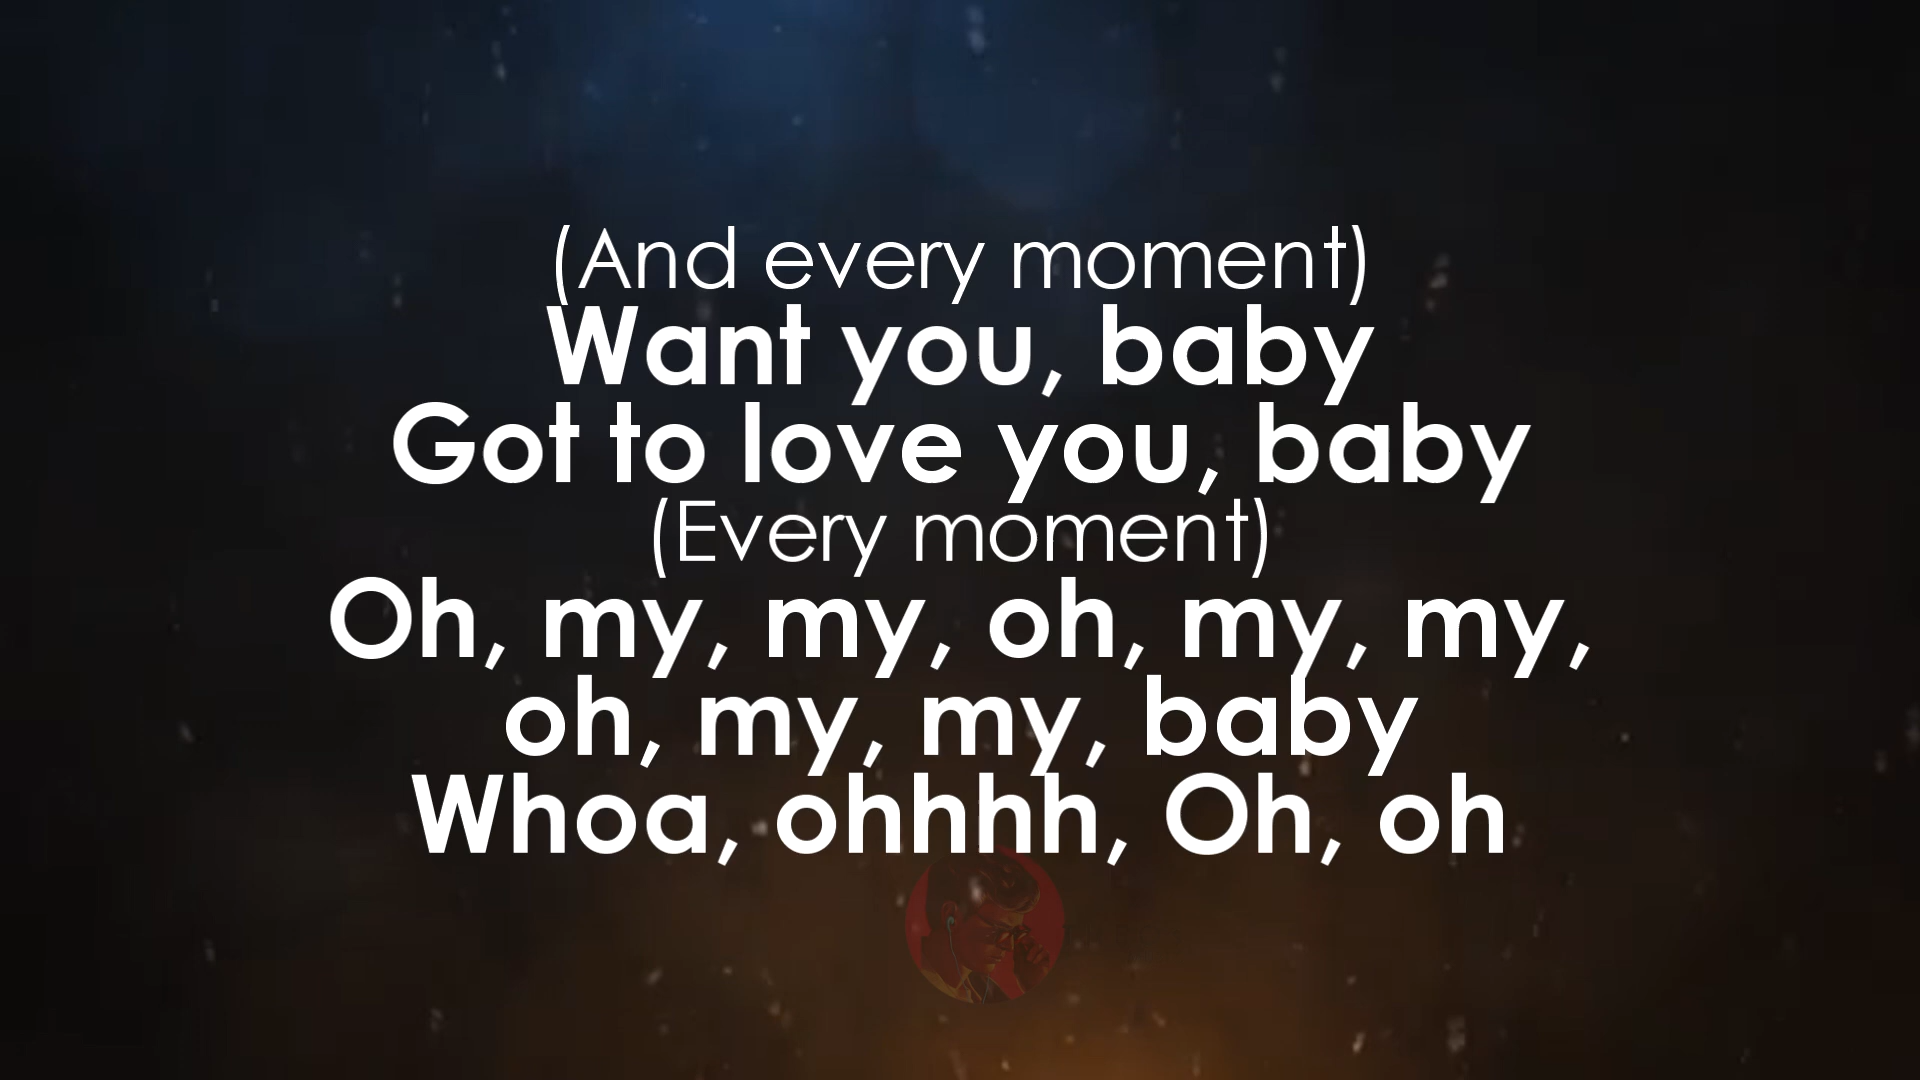 (And every moment)
Want you, baby
Got to love you, baby
(Every moment)
Oh, my, my, oh, my, my,
oh, my, my, baby
Whoa, ohhhh, Oh, oh